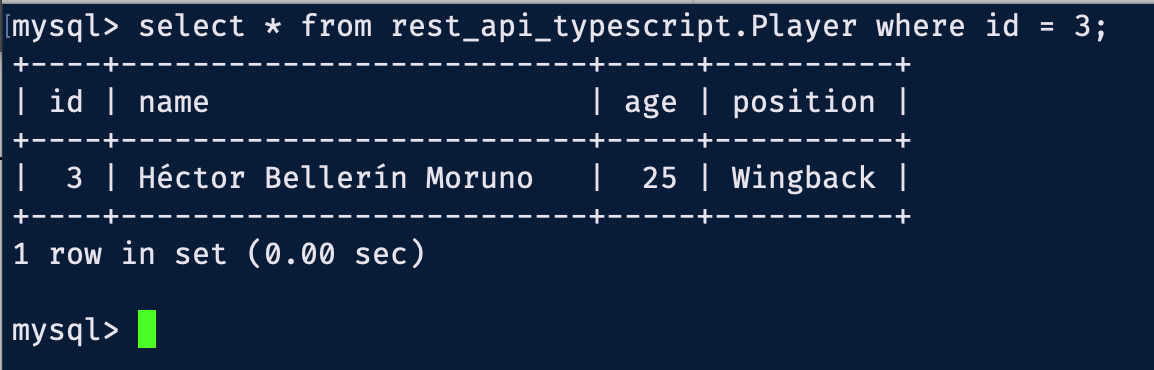 mysql> select * from rest_api_typescript.Player where id = 3;
+----+--------------------------+-----+----------+
| id | name                     | age | position |
+----+--------------------------+-----+----------+
|  3 | Héctor Bellerín Moruno   |  25 | Wingback |
+----+--------------------------+-----+----------+
1 row in set (0.00 sec)
mysql>